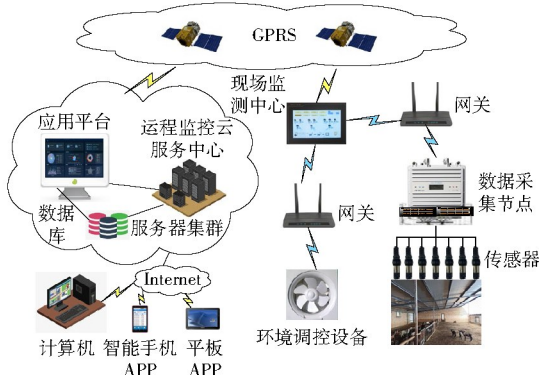 GPRS
现场监
测中心
网关
应用平台
运程监控云
服务中心
数据采
集节点
数据
库
服务器集群
网关
传感器
Internet
环境调控设备
计算机
智能手机
APP
平板
APP